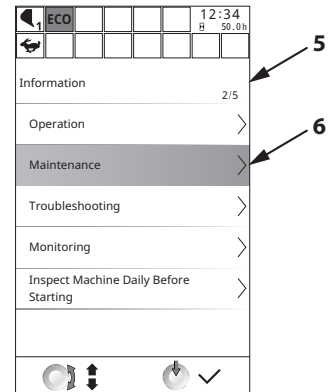 1 ECO 12:34
H 50.0h
Information
2/5
Operation
Maintenance
Troubleshooting
Monitoring
Inspect Machine Daily Before
Starting
5
6